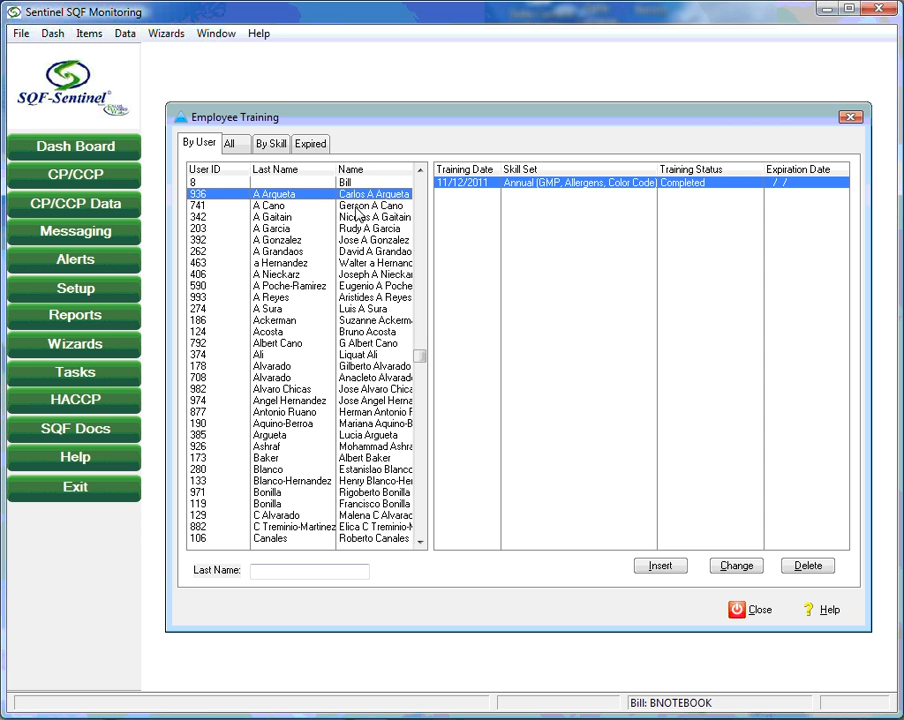 Sentinel SQF Monitoring
File Dash Items Data Wizards Window Help
SQF-Sentinel
Dash Board
CP/CCP
CP/CCP Data
Messaging
Alerts
Setup
Reports
Wizards
Tasks
HACCP
SQF Docs
Help
Exit
Employee Training
By User All By Skill Expired
User ID Last Name Name
8 Bill
936 A Argueta Carlos A Argueta
741 A Cano Gerson A Cano
342 A Gaitain Nicolas A Gaitain
203 A Garcia Rudy A Garcia
392 A Gonzalez Jose A Gonzalez
262 A Grandaos David A Grandaos
463 a Hernandez Walter a Hernanc
406 A Nieckarz Joseph A Nieckar
590 A Poche-Ramirez Eugenio A Poche
993 A Reyes Aristides A Reyes
274 A Sura Luis A Sura
186 Ackerman Suzanne Ackerm
124 Acosta Bruno Acosta
792 Albert Cano G Albert Cano
374 Ali Liquat Ali
178 Alvarado Gilberto Alvarado
708 Alvarado Anacleto Alvarad
982 Alvaro Chicas Jose Alvaro Chica
974 Angel Hernandez Jose Angel Herna
877 Antonio Ruano Herman Antonio F
190 Aquino-Berroa Mariana Aquino-B
385 Argueta Lucia Argueta
926 Ashraf Mohammad Ashra
173 Baker Albert Baker
280 Blanco Estanislao Blanco
133 Blanco-Hernandez Henry Blanco-Her
971 Bonilla Rigoberto Bonilla
119 Bonilla Francisco Bonilla
129 C Alvarado Malena C Alvarac
882 C Treminio-Martinez Elica C Treminio-M
106 Canales Roberto Canales
Training Date Skill Set Training Status Expiration Date
11/12/2011 Annual (GMP, Allergens, Color Code) Completed / /
Last Name:
Insert Change Delete
Close Help
Bill: BNOTEBOOK